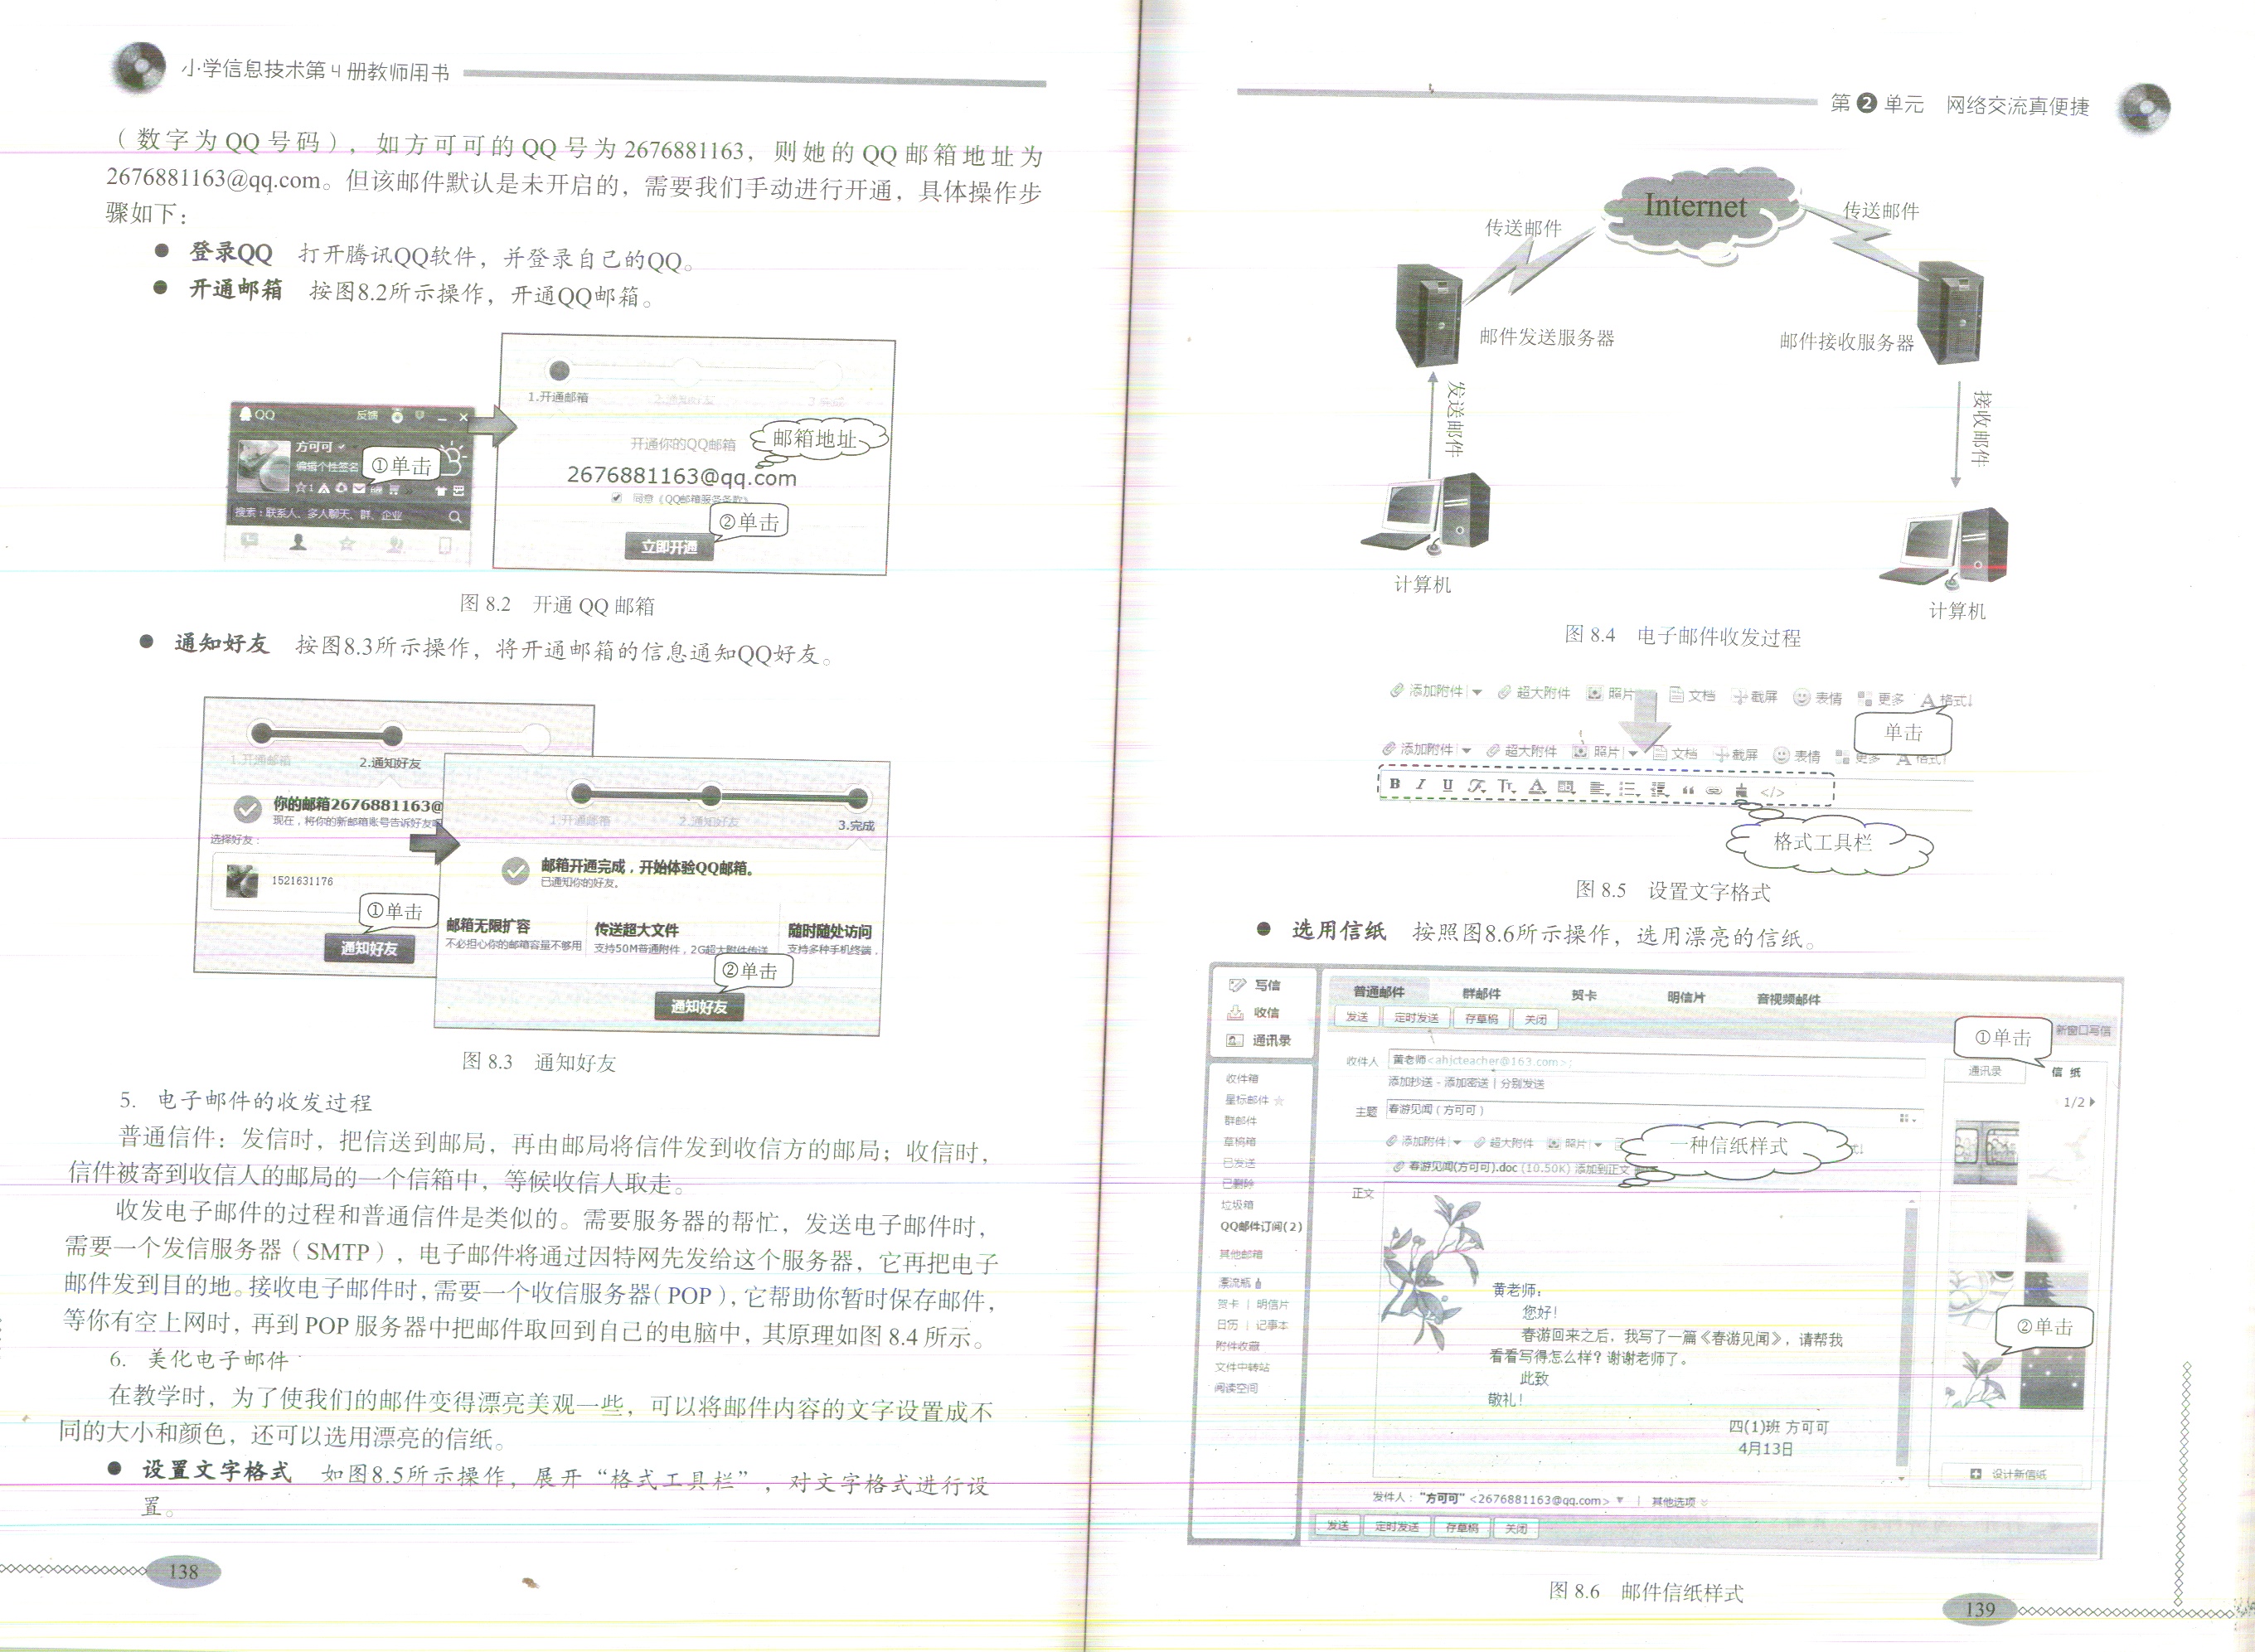 小学信息技术第4册教师用书
（数字为QQ号码），如方可可的QQ号为2676881163，则她的QQ邮箱地址为
2676881163@qq.com。但该邮件默认是未开启的，需要我们手动进行开通，具体操作步
骤如下：
● 登录QQ 打开腾讯QQ软件，并登录自己的QQ。
● 开通邮箱 按图8.2所示操作，开通QQ邮箱。
QQ 反馈
方可可
编辑个性签名
①单击
搜索：联系人、多人聊天、群、企业
1.开通邮箱 2.通知好友 3.完成
开通你的QQ邮箱
邮箱地址
2676881163@qq.com
同意《QQ邮箱服务条款》
②单击
立即开通
图 8.2 开通 QQ 邮箱
● 通知好友 按图8.3所示操作，将开通邮箱的信息通知QQ好友。
1.开通邮箱 2.通知好友
你的邮箱2676881163@
现在，将你的新邮箱账号告诉好友吧
选择好友：
1521631176
①单击
通知好友
1.开通邮箱 2.通知好友 3.完成
邮箱开通完成，开始体验QQ邮箱。
已通知你的好友。
邮箱无限扩容 传送超大文件 随时随处访问
不必担心你的邮箱容量不够用 支持50M普通附件，2G超大附件传送 支持多种手机终端，
②单击
通知好友
图 8.3 通知好友
5. 电子邮件的收发过程
普通信件：发信时，把信送到邮局，再由邮局将信件发到收信方的邮局；收信时，
信件被寄到收信人的邮局的一个信箱中，等候收信人取走。
收发电子邮件的过程和普通信件是类似的。需要服务器的帮忙，发送电子邮件时，
需要一个发信服务器（SMTP），电子邮件将通过因特网先发给这个服务器，它再把电子
邮件发到目的地。接收电子邮件时，需要一个收信服务器（POP），它帮助你暂时保存邮件，
等你有空上网时，再到 POP 服务器中把邮件取回到自己的电脑中，其原理如图 8.4 所示。
6. 美化电子邮件
在教学时，为了使我们的邮件变得漂亮美观一些，可以将邮件内容的文字设置成不
同的大小和颜色，还可以选用漂亮的信纸。
● 设置文字格式 如图8.5所示操作，展开“格式工具栏”，对文字格式进行设
置。
138
第2单元 网络交流真便捷
Internet
传送邮件 传送邮件
邮件发送服务器 邮件接收服务器
发送邮件 接收邮件
计算机
计算机
图 8.4 电子邮件收发过程
添加附件 超大附件 照片 文档 截屏 表情 更多 A 格式↓
单击
添加附件 超大附件 照片 文档 截屏 表情 更多 A 格式↑
B I U
格式工具栏
图 8.5 设置文字格式
● 选用信纸 按照图8.6所示操作，选用漂亮的信纸。
写信
收信
通讯录
收件箱
星标邮件
群邮件
草稿箱
已发送
已删除
垃圾箱
QQ邮件订阅(2)
其他邮箱
漂流瓶
贺卡 | 明信片
日历 | 记事本
附件收藏
文件中转站
阅读空间
普通邮件 群邮件 贺卡 明信片 音视频邮件
发送 定时发送 存草稿 关闭
①单击
新窗口写信
收件人 黄老师<ahjcteacher@163.com>;
添加抄送 - 添加密送 | 分别发送
主题 春游见闻（方可可）
添加附件 超大附件 照片
春游见闻(方可可).doc (10.50K) 添加到正文
一种信纸样式
通讯录 信 纸
1/2
正文
黄老师：
您好！
春游回来之后，我写了一篇《春游见闻》，请帮我
看看写得怎么样？谢谢老师了。
此致
敬礼！
四(1)班 方可可
4月13日
②单击
设计新信纸
发件人："方可可"<2676881163@qq.com> | 其他选项
发送 定时发送 存草稿 关闭
图 8.6 邮件信纸样式
139